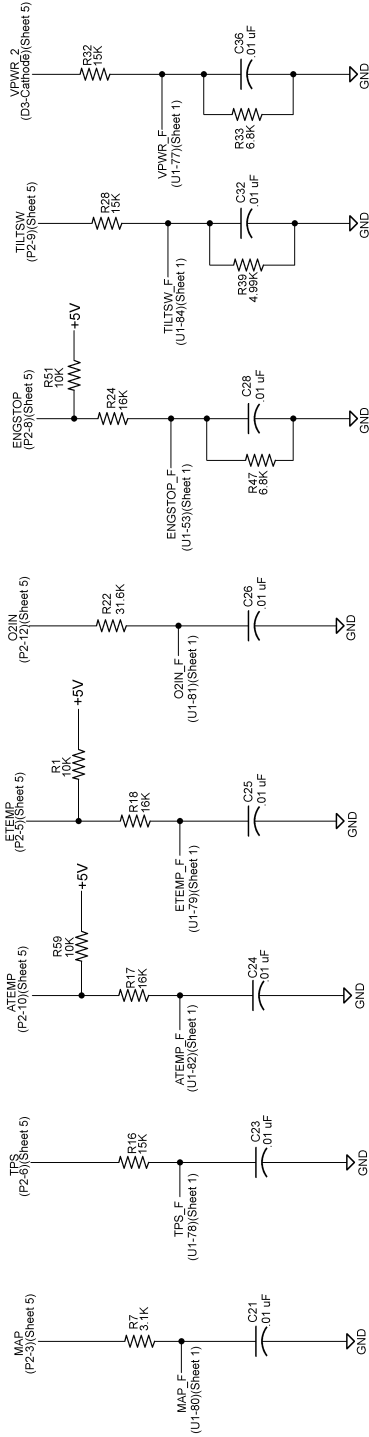 MAP
(P2-3)(Sheet 5)
R7
3.1K
MAP_F
(U1-80)(Sheet 1)
C21
.01 uF
GND
TPS
(P2-6)(Sheet 5)
R16
15K
TPS_F
(U1-78)(Sheet 1)
C23
.01 uF
GND
ATEMP
(P2-10)(Sheet 5)
R59
10K
+5V
R17
16K
ATEMP_F
(U1-82)(Sheet 1)
C24
.01 uF
GND
ETEMP
(P2-5)(Sheet 5)
R1
10K
+5V
R18
16K
ETEMP_F
(U1-79)(Sheet 1)
C25
.01 uF
GND
O2IN
(P2-12)(Sheet 5)
R22
31.6K
O2IN_F
(U1-81)(Sheet 1)
C26
.01 uF
GND
ENGSTOP
(P2-8)(Sheet 5)
R51
10K
+5V
R24
16K
ENGSTOP_F
(U1-53)(Sheet 1)
C28
.01 uF
R47
6.8K
GND
TILTSW
(P2-9)(Sheet 5)
R28
15K
TILTSW_F
(U1-84)(Sheet 1)
C32
.01 uF
R39
4.99K
GND
VPWR_2
(D3-Cathode)(Sheet 5)
R32
15K
VPWR_F
(U1-77)(Sheet 1)
C36
.01 uF
R33
6.8K
GND